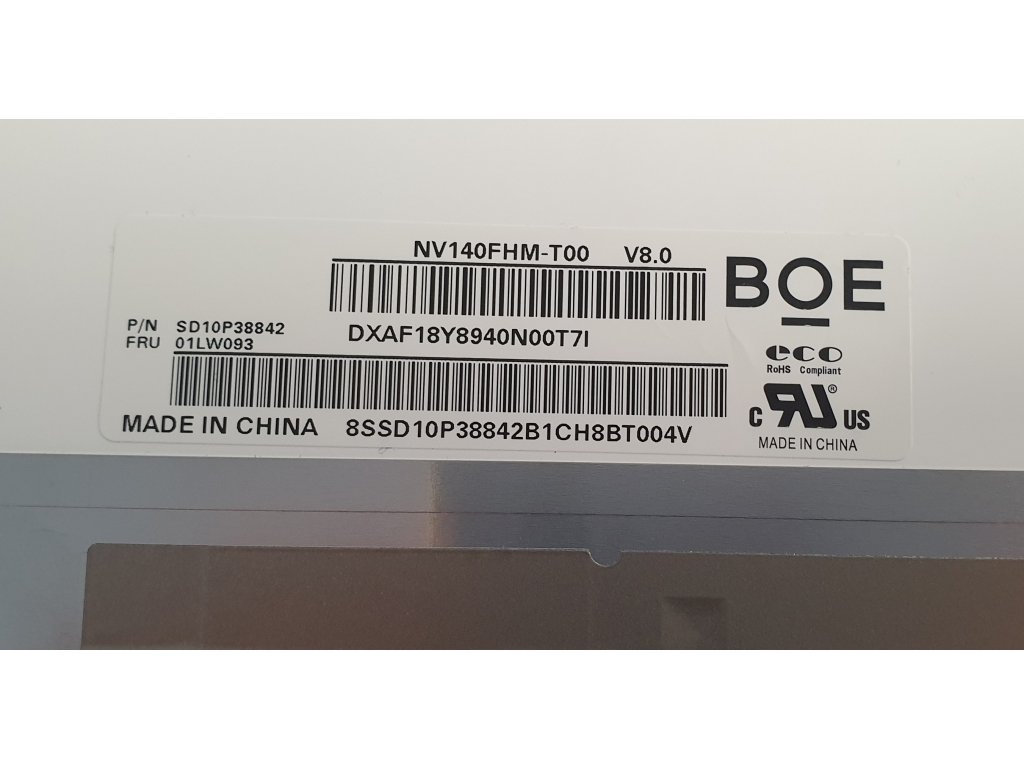 NV140FHM-T00 V8.0
BOE
P/N SD10P38842
DXAF18Y8940N00T7I
FRU 01LW093
eco
RoHS Compliant
MADE IN CHINA 8SSD10P38842B1CH8BT004V
C RU® US
MADE IN CHINA